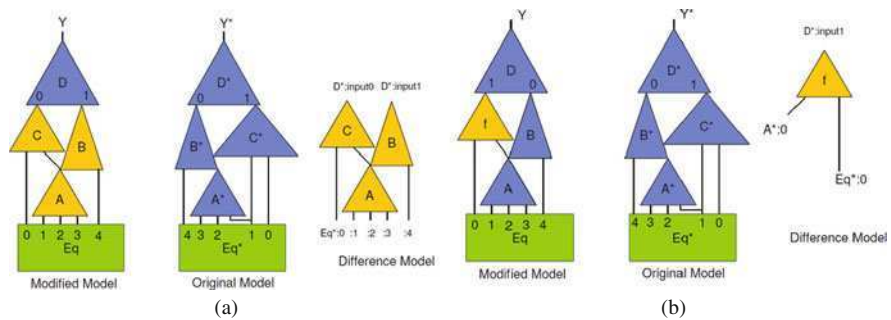 Y
D
0 1
C
B
A
0 1 2 3 4
Eq
Modified Model
Y*
D*
0 1
B*
C*
A*
4 3 2 1 0
Eq*
Original Model
D*:input0 D*:input1
C
B
A
Eq*:0 :1 :2 :3 :4
Difference Model
(a)
Y
D
1 0
f
B
A
0 1 2 3 4
Eq
Modified Model
Y*
D*
0 1
B*
C*
A*
4 3 2 1 0
Eq*
Original Model
D*:input1
f
A*:0
Eq*:0
Difference Model
(b)